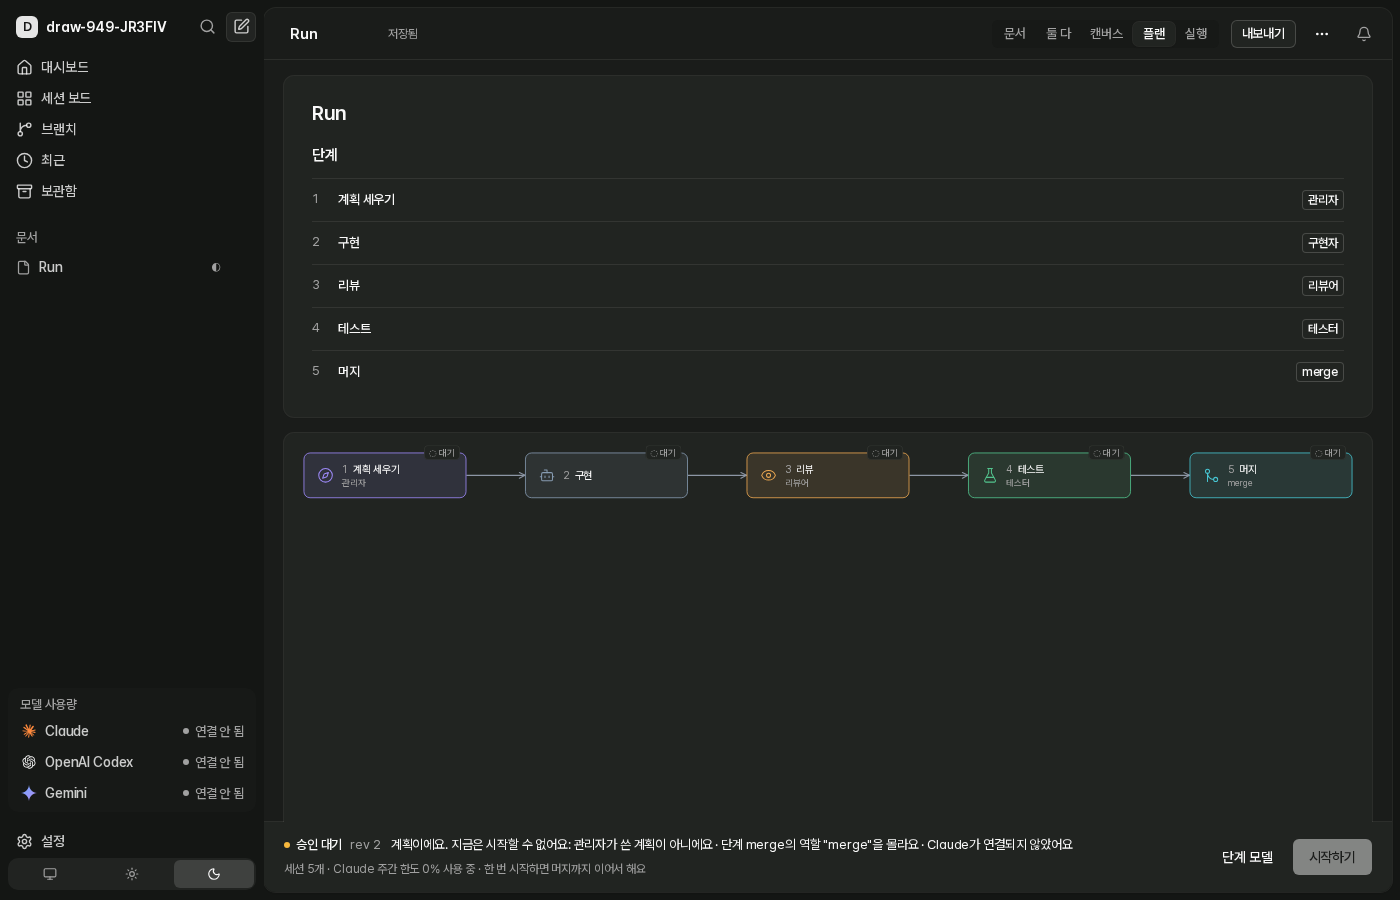 D draw-949-JR3FIV
대시보드
세션 보드
브랜치
최근
보관함
문서
Run
모델 사용량
Claude 연결 안 됨
OpenAI Codex 연결 안 됨
Gemini 연결 안 됨
설정
Run 저장됨 문서 둘 다 캔버스 플랜 실행 내보내기
Run
단계
1 계획 세우기 관리자
2 구현 구현자
3 리뷰 리뷰어
4 테스트 테스터
5 머지 merge
대기 대기 대기 대기 대기
1 계획 세우기
관리자
2 구현
3 리뷰
리뷰어
4 테스트
테스터
5 머지
merge
승인 대기 rev 2 계획이에요. 지금은 시작할 수 없어요: 관리자가 쓴 계획이 아니에요 · 단계 merge의 역할 "merge"을 몰라요 · Claude가 연결되지 않았어요
세션 5개 · Claude 주간 한도 0% 사용 중 · 한 번 시작하면 머지까지 이어서 해요
단계 모델 시작하기